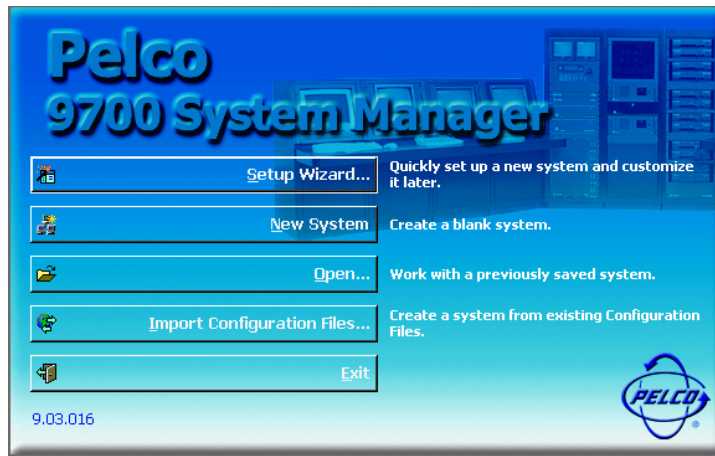 Pelco
9700 System Manager
Setup Wizard...
Quickly set up a new system and customize
it later.
New System
Create a blank system.
Open...
Work with a previously saved system.
Import Configuration Files...
Create a system from existing Configuration
Files.
Exit
9.03.016
PELCO
®